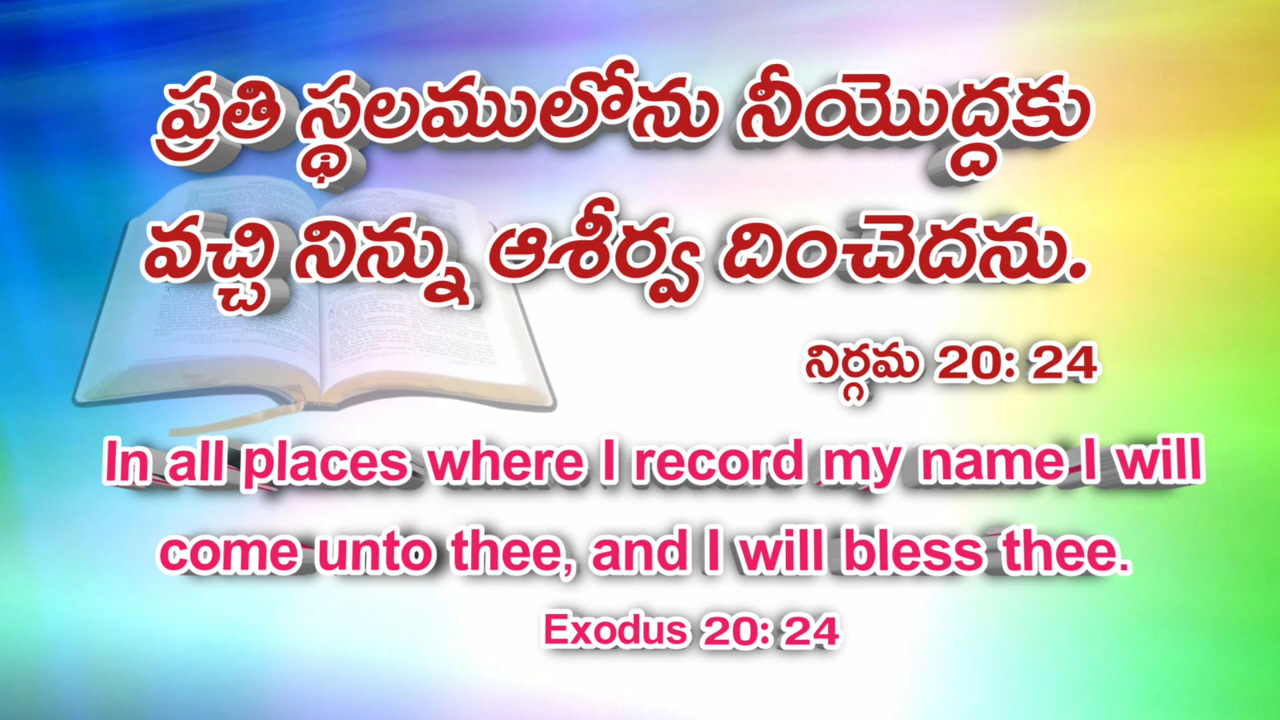 ప్రతి స్థలములోను నీయొద్దకు
వచ్చి నిన్ను ఆశీర్వ దించెదను.
నిర్గమ 20: 24
In all places where I record my name I will
come unto thee, and I will bless thee.
Exodus 20: 24